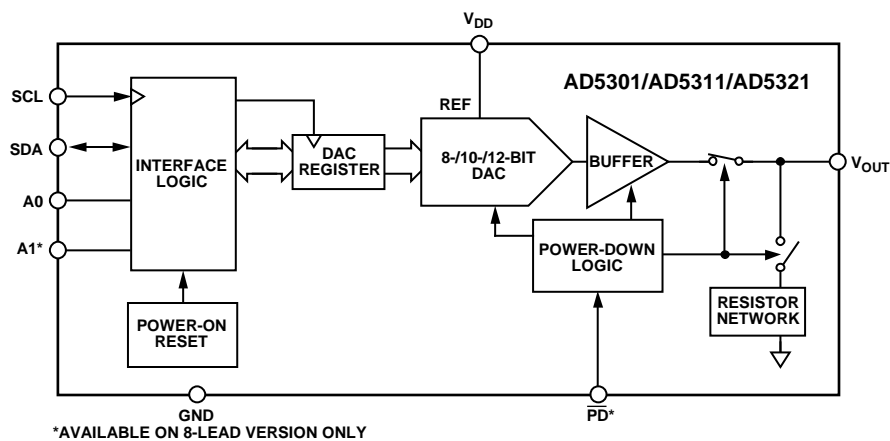 V_DD
AD5301/AD5311/AD5321
SCL
REF
SDA
INTERFACE
LOGIC
DAC
REGISTER
8-/10-/12-BIT
DAC
BUFFER
V_OUT
A0
A1*
POWER-DOWN
LOGIC
RESISTOR
NETWORK
POWER-ON
RESET
GND
P̅D̅*
*AVAILABLE ON 8-LEAD VERSION ONLY